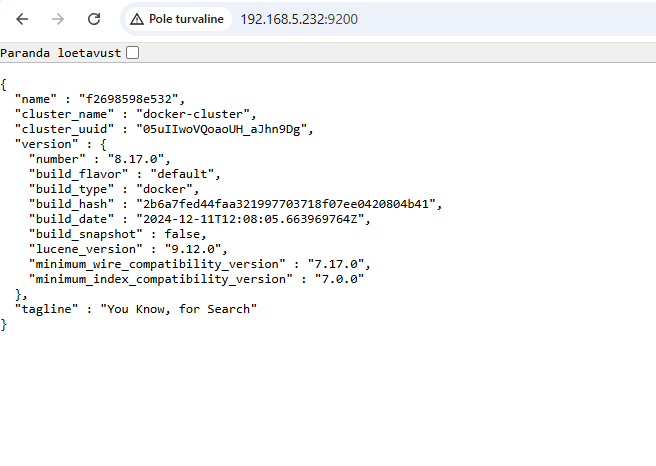 Pole turvaline
192.168.5.232:9200
Paranda loetavust
{
  "name" : "f2698598e532",
  "cluster_name" : "docker-cluster",
  "cluster_uuid" : "05uIIwoVQoaoUH_aJhn9Dg",
  "version" : {
    "number" : "8.17.0",
    "build_flavor" : "default",
    "build_type" : "docker",
    "build_hash" : "2b6a7fed44faa321997703718f07ee0420804b41",
    "build_date" : "2024-12-11T12:08:05.663969764Z",
    "build_snapshot" : false,
    "lucene_version" : "9.12.0",
    "minimum_wire_compatibility_version" : "7.17.0",
    "minimum_index_compatibility_version" : "7.0.0"
  },
  "tagline" : "You Know, for Search"
}